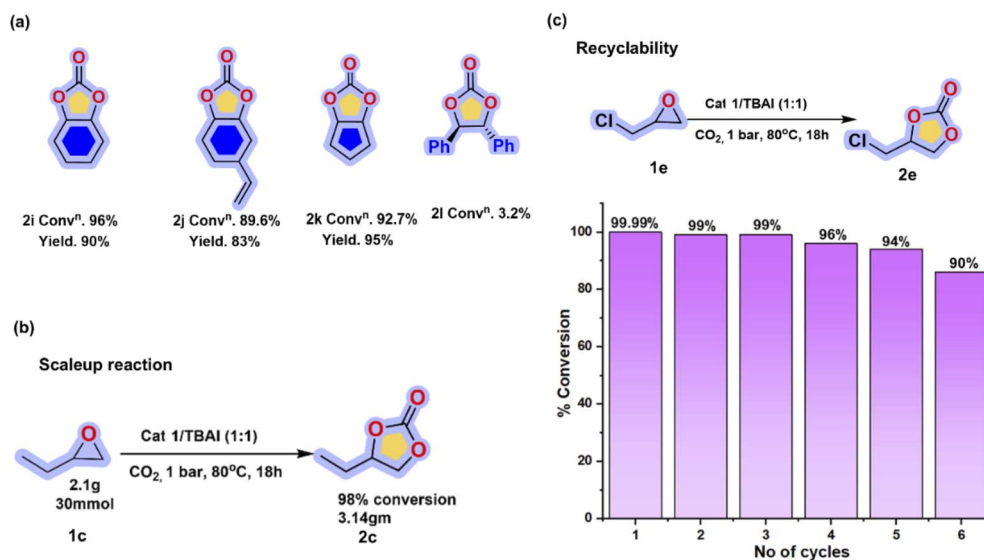 (a)
O
O
O
2i Convⁿ. 96%
Yield. 90%
O
O
O
2j Convⁿ. 89.6%
Yield. 83%
O
O
O
2k Convⁿ. 92.7%
Yield. 95%
O
O
O
Ph
Ph
2l Convⁿ. 3.2%
(b)
Scaleup reaction
O
2.1g
30mmol
1c
Cat 1/TBAI (1:1)
CO₂, 1 bar, 80°C, 18h
O
O
O
98% conversion
3.14gm
2c
(c)
Recyclability
O
Cl
1e
Cat 1/TBAI (1:1)
CO₂, 1 bar, 80°C, 18h
O
O
O
Cl
2e
% Conversion
100
80
60
40
20
0
99.99%
99%
99%
96%
94%
90%
1 2 3 4 5 6
No of cycles